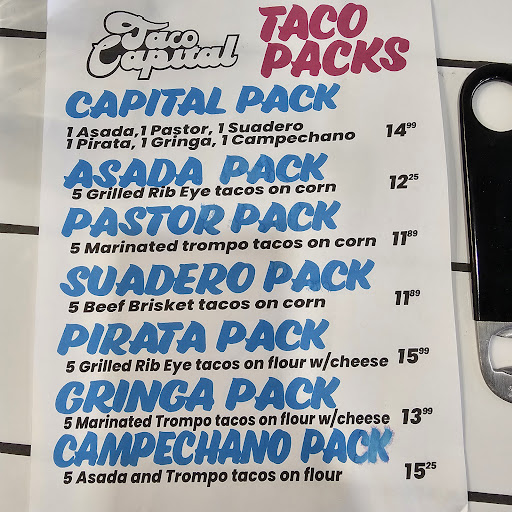 Taco
Capital
TACO
PACKS
CAPITAL PACK
1 Asada,1 Pastor, 1 Suadero
1 Pirata, 1 Gringa, 1 Campechano 14.99
ASADA PACK
5 Grilled Rib Eye tacos on corn 12.25
PASTOR PACK
5 Marinated trompo tacos on corn 11.89
SUADERO PACK
5 Beef Brisket tacos on corn 11.89
PIRATA PACK
5 Grilled Rib Eye tacos on flour w/cheese 15.99
GRINGA PACK
5 Marinated Trompo tacos on flour w/cheese 13.99
CAMPECHANO PACK
5 Asada and Trompo tacos on flour 15.25